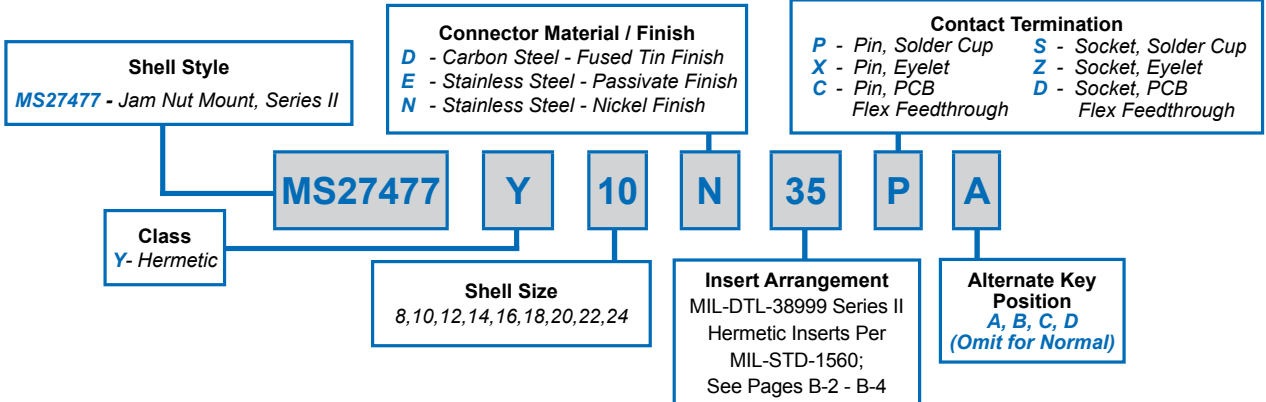 Shell Style
MS27477 - Jam Nut Mount, Series II
Connector Material / Finish
D - Carbon Steel - Fused Tin Finish
E - Stainless Steel - Passivate Finish
N - Stainless Steel - Nickel Finish
Contact Termination
P - Pin, Solder Cup
X - Pin, Eyelet
C - Pin, PCB
Flex Feedthrough
S - Socket, Solder Cup
Z - Socket, Eyelet
D - Socket, PCB
Flex Feedthrough
MS27477 Y 10 N 35 P A
Class
Y- Hermetic
Shell Size
8,10,12,14,16,18,20,22,24
Insert Arrangement
MIL-DTL-38999 Series II
Hermetic Inserts Per
MIL-STD-1560;
See Pages B-2 - B-4
Alternate Key
Position
A, B, C, D
(Omit for Normal)